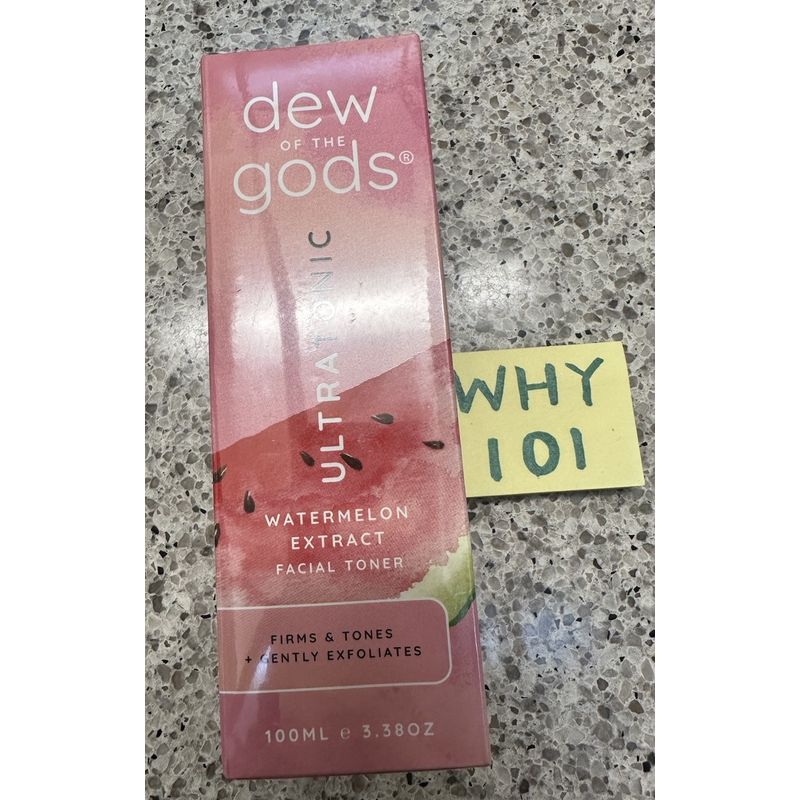 dew
OF THE
gods®
ULTRATONIC
WATERMELON
EXTRACT
FACIAL TONER
FIRMS & TONES
+ GENTLY EXFOLIATES
100ML e 3.38OZ
WHY
101